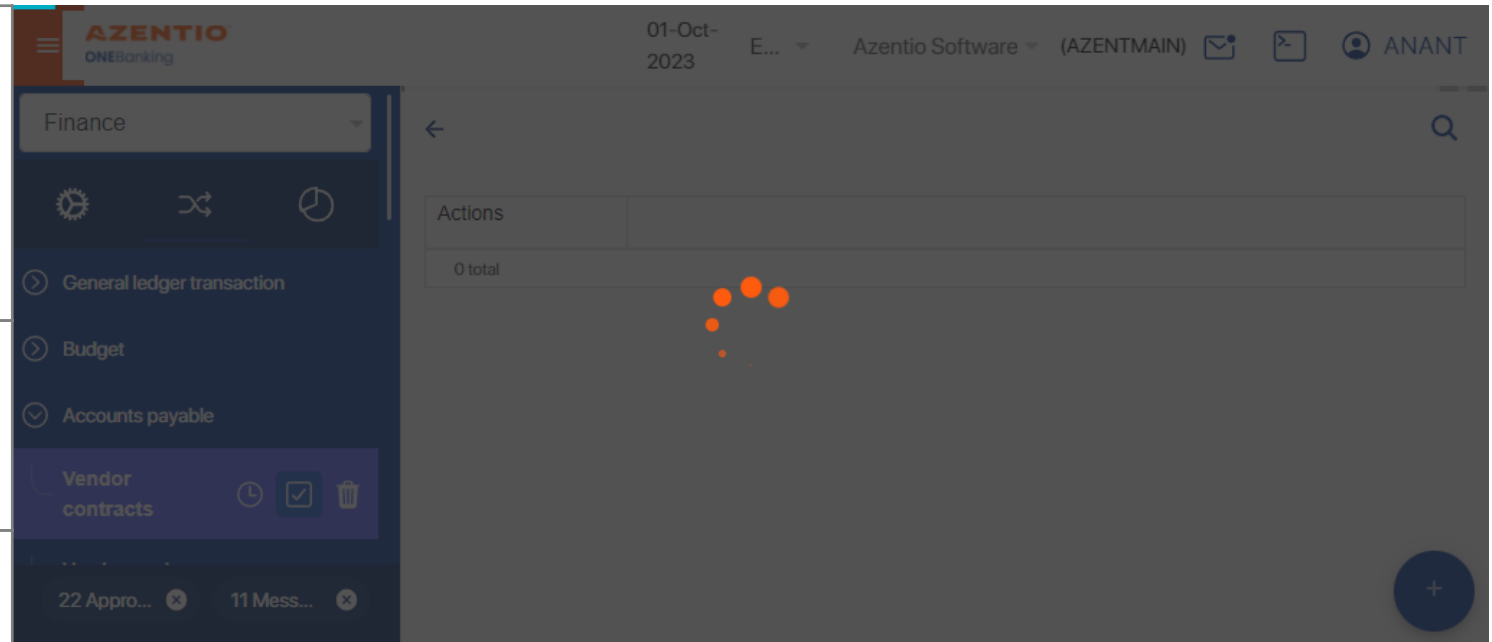 AZENTIO
ONEBanking
01-Oct-
2023
E...
Azentio Software
(AZENTMAIN)
ANANT
Finance
Actions
0 total
General ledger transaction
Budget
Accounts payable
Vendor
contracts
22 Appro...
11 Mess...